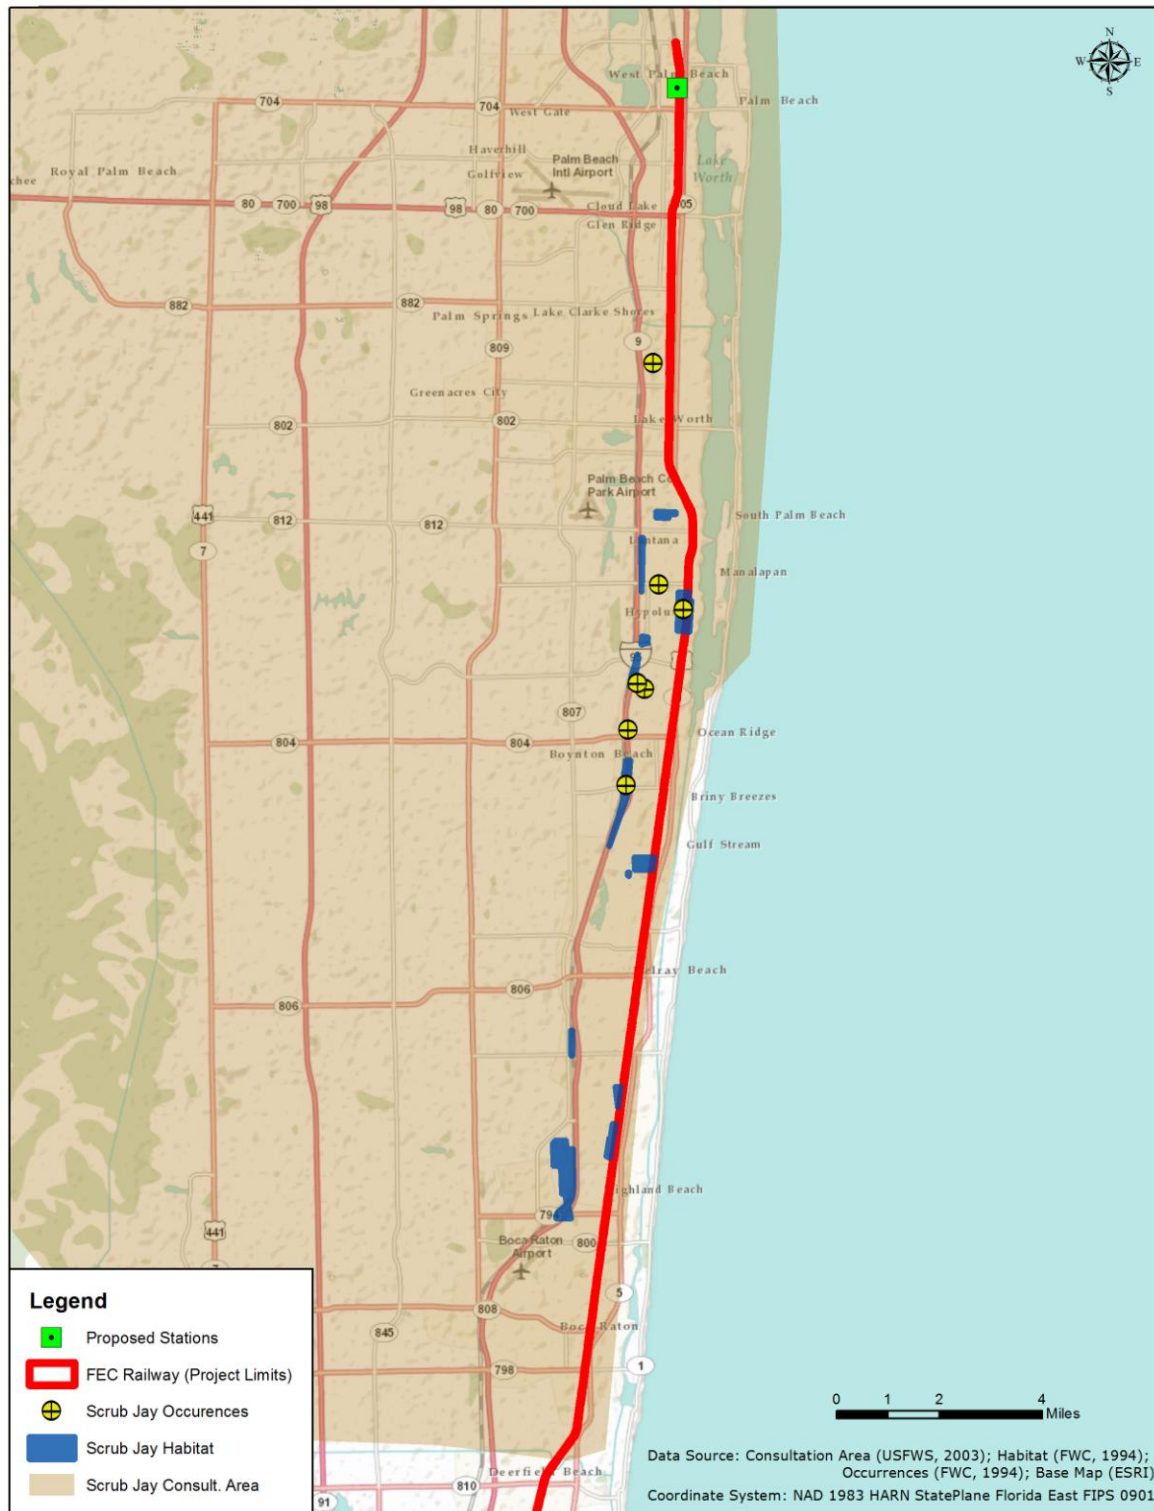 N
W E
S
West Palm Beach
704
704
Palm Beach
West Gate
Haverhill
Palm Beach
Intl Airport
Lake
Worth
Royal Palm Beach
chee
Golfview
80 700 98
98 80 700
Cloud Lake
05
Glen Ridge
882
882
Palm Springs
Lake Clarke Shores
9
809
Greenacres City
802
802
Lake Worth
Palm Beach Co
Park Airport
441
812
812
South Palm Beach
Lantana
7
Manalapan
Hypolu
807
804
804
Ocean Ridge
Boynton Beach
Briny Breezes
Gulf Stream
elray Beach
806
806
ighland Beach
794
441
Boca Raton
Airport
800
5
808
Boca Raton
845
798
1
Deerfield Beach
810
91
Legend
Proposed Stations
FEC Railway (Project Limits)
Scrub Jay Occurences
Scrub Jay Habitat
Scrub Jay Consult. Area
0 1 2 4
Miles
Data Source: Consultation Area (USFWS, 2003); Habitat (FWC, 1994);
Occurrences (FWC, 1994); Base Map (ESRI)
Coordinate System: NAD 1983 HARN StatePlane Florida East FIPS 0901